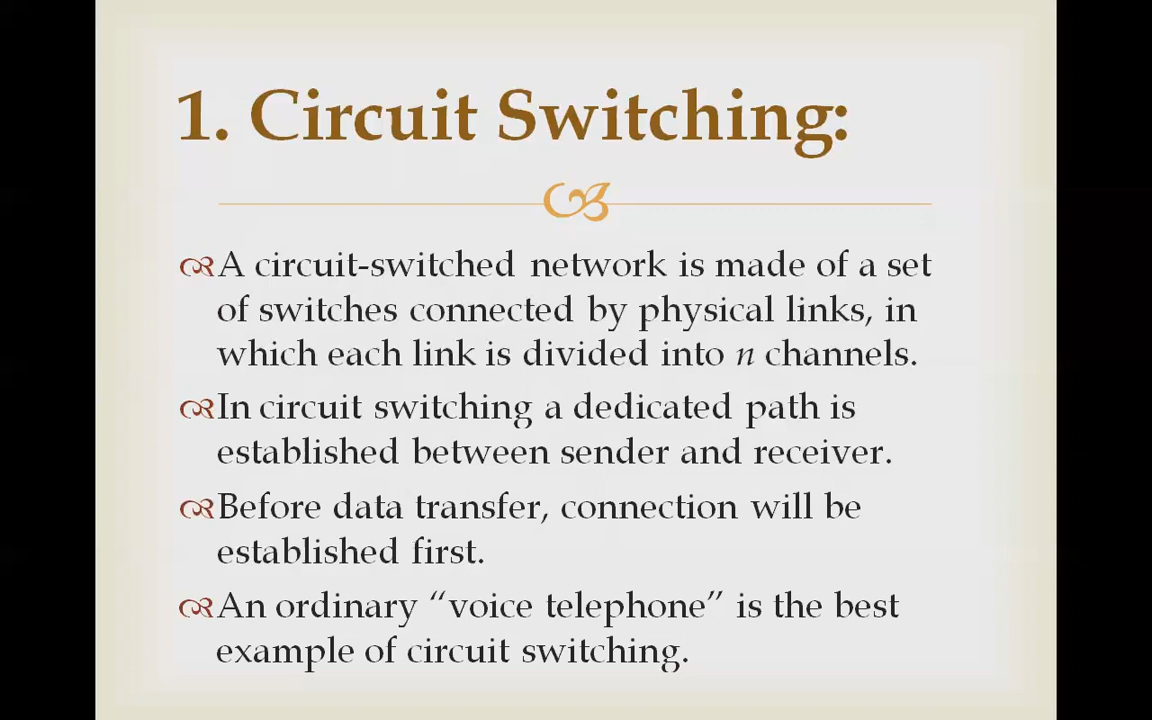 1. Circuit Switching:
A circuit-switched network is made of a set
of switches connected by physical links, in
which each link is divided into n channels.
In circuit switching a dedicated path is
established between sender and receiver.
Before data transfer, connection will be
established first.
An ordinary “voice telephone” is the best
example of circuit switching.